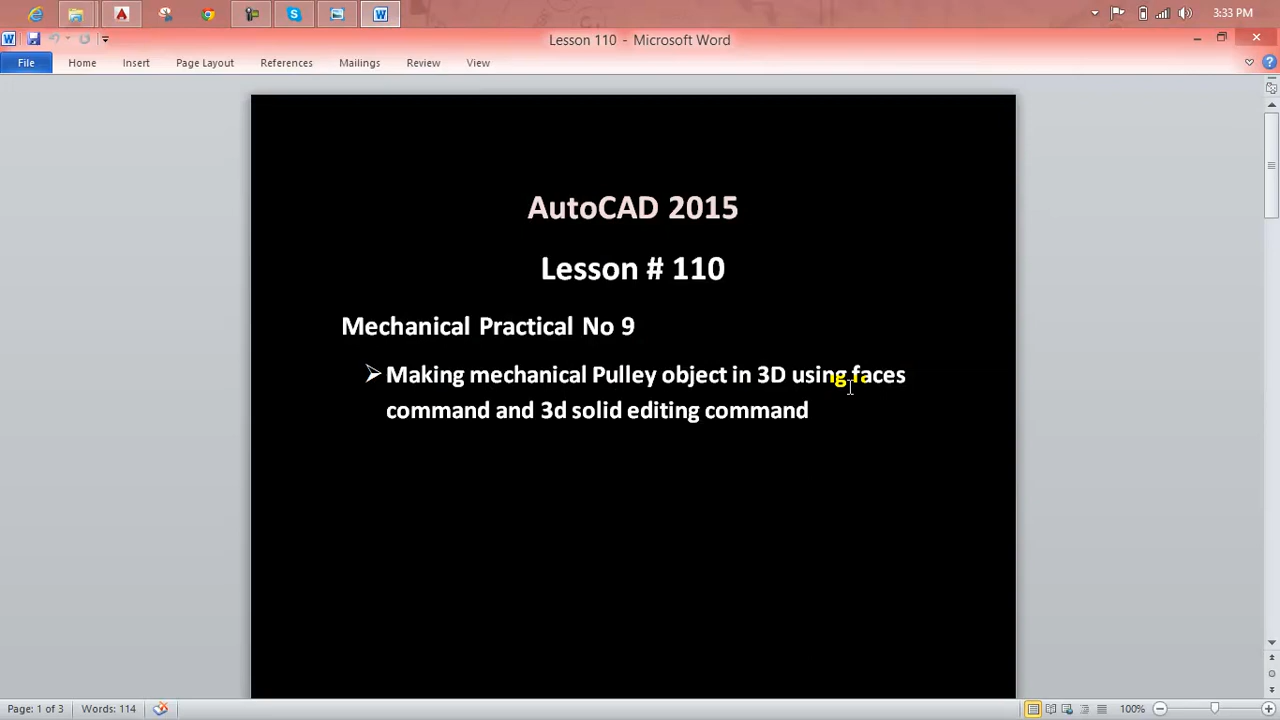 3:33 PM
Lesson 110 - Microsoft Word
File Home Insert Page Layout References Mailings Review View
AutoCAD 2015
Lesson # 110
Mechanical Practical No 9
Making mechanical Pulley object in 3D using faces
command and 3d solid editing command
Page: 1 of 3 Words: 114 100%